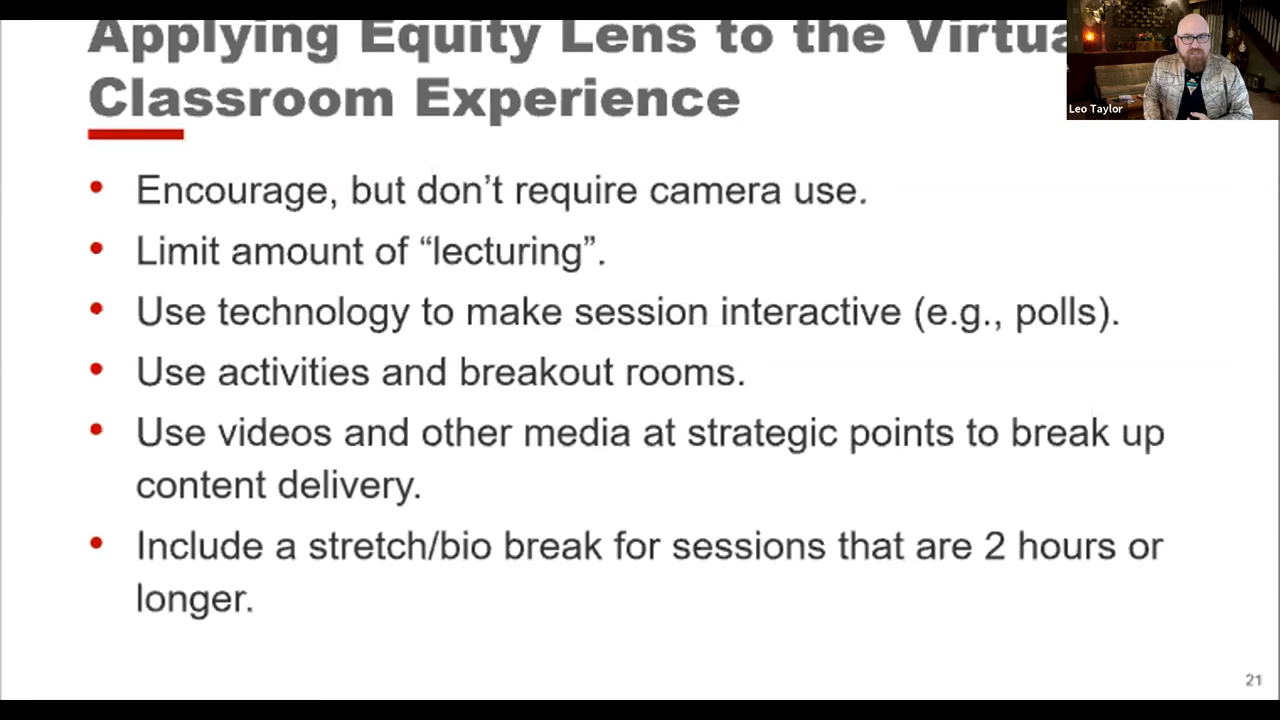 Applying Equity Lens to the Virtua
Classroom Experience
Leo Taylor
• Encourage, but don’t require camera use.
• Limit amount of “lecturing”.
• Use technology to make session interactive (e.g., polls).
• Use activities and breakout rooms.
• Use videos and other media at strategic points to break up
content delivery.
• Include a stretch/bio break for sessions that are 2 hours or
longer.
21